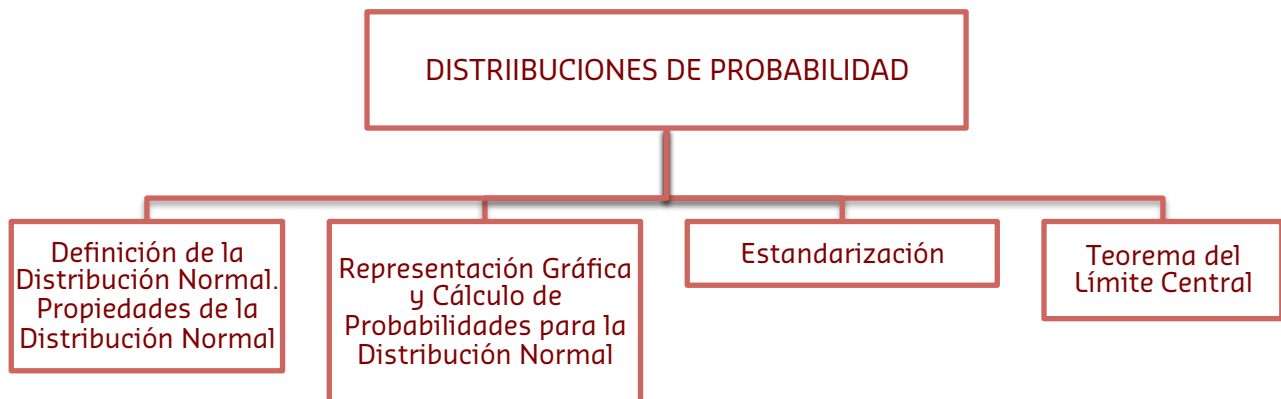 DISTRIIBUCIONES DE PROBABILIDAD
Definición de la
Distribución Normal.
Propiedades de la
Distribución Normal
Representación Gráfica
y Cálculo de
Probabilidades para la
Distribución Normal
Estandarización
Teorema del
Límite Central